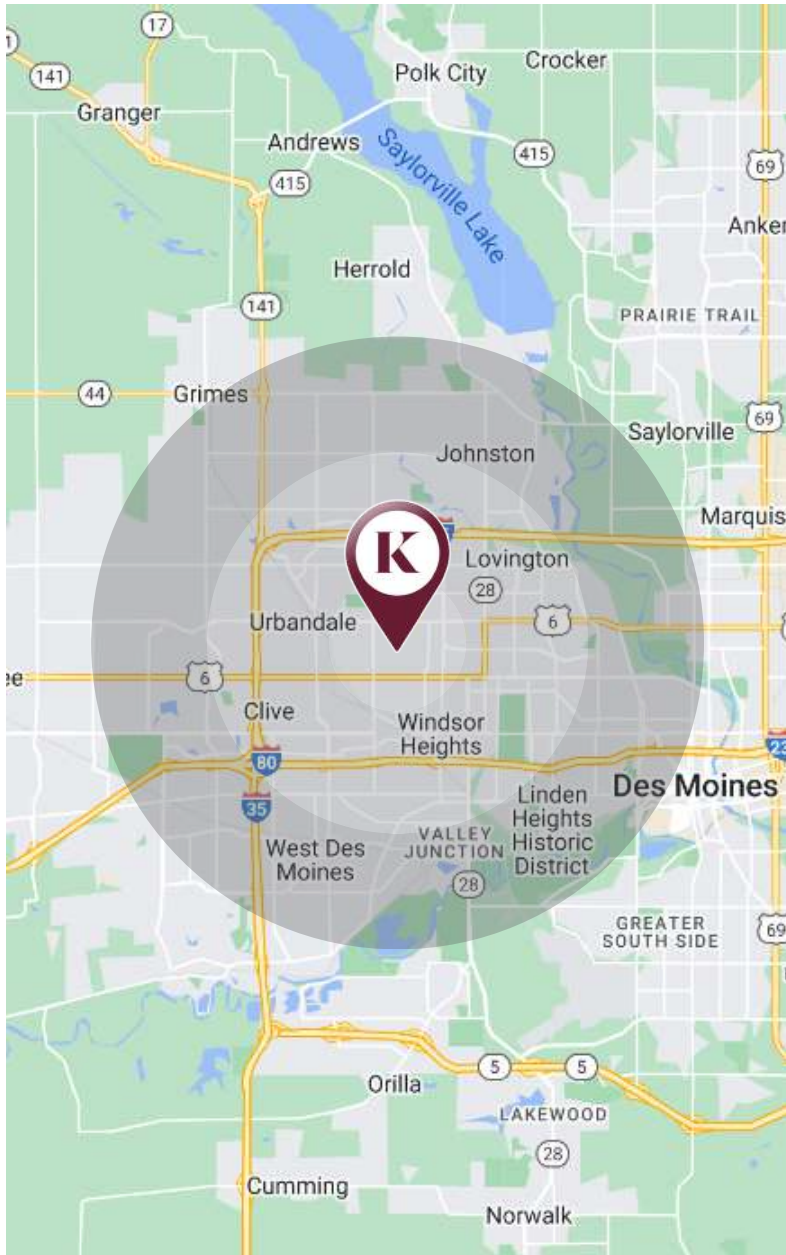 17
Crocker
Polk City
141
Granger
Andrews
415
415
69
Saylorville Lake
Anker
Herrold
141
PRAIRIE TRAIL
44
Grimes
69
Saylorville
Johnston
Marquis
K
Lovington
28
Urbandale
6
6
ee
Clive
Windsor
Heights
80
23
35
Des Moines
Linden
Heights
Historic
District
VALLEY
JUNCTION
West Des
Moines
28
GREATER
SOUTH SIDE
69
5
5
Orilla
LAKEWOOD
28
Cumming
Norwalk